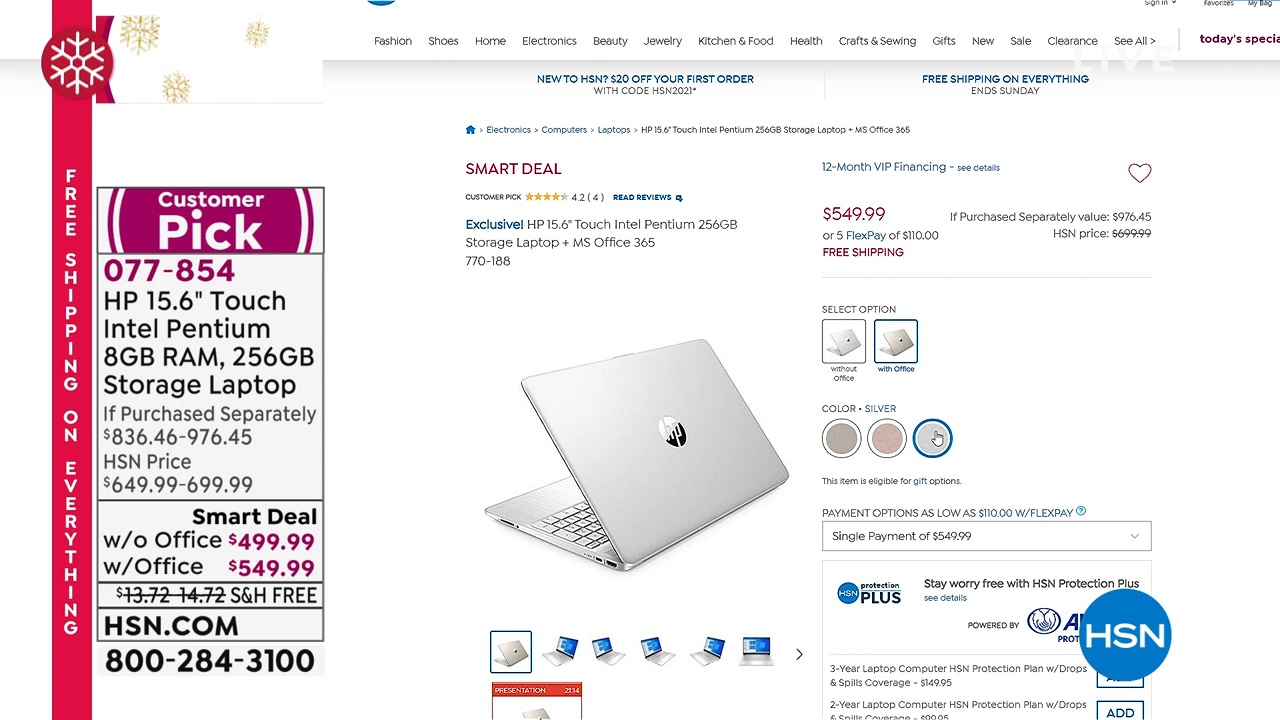 FREE SHIPPING ON EVERYTHING
Customer
Pick
077-854
HP 15.6" Touch
Intel Pentium
8GB RAM, 256GB
Storage Laptop
If Purchased Separately
$836.46-976.45
HSN Price
$649.99-699.99
Smart Deal
w/o Office $499.99
w/Office $549.99
$13.72-14.72 S&H FREE
HSN.COM
800-284-3100
Sign In
Favorites
My Bag
Fashion Shoes Home Electronics Beauty Jewelry Kitchen & Food Health Crafts & Sewing Gifts New Sale Clearance See All >
today's
LIVE
NEW TO HSN? $20 OFF YOUR FIRST ORDER
WITH CODE HSN2021*
FREE SHIPPING ON EVERYTHING
ENDS SUNDAY
> Electronics > Computers > Laptops > HP 15.6" Touch Intel Pentium 256GB Storage Laptop + MS Office 365
SMART DEAL
CUSTOMER PICK 4.2 ( 4 ) READ REVIEWS
Exclusive! HP 15.6" Touch Intel Pentium 256GB
Storage Laptop + MS Office 365
770-188
hp
PRESENTATION 21:14
12-Month VIP Financing - see details
$549.99
If Purchased Separately value: $976.45
or 5 FlexPay of $110.00
HSN price: $699.99
FREE SHIPPING
SELECT OPTION
without
Office
with Office
COLOR • SILVER
This item is eligible for gift options.
PAYMENT OPTIONS AS LOW AS $110.00 W/FLEXPAY ?
Single Payment of $549.99
HSN protection
PLUS
Stay worry free with HSN Protection Plus
see details
POWERED BY
HSN
3-Year Laptop Computer HSN Protection Plan w/Drops
& Spills Coverage - $149.95
2-Year Laptop Computer HSN Protection Plan w/Drops
& Spills Coverage - $99.95
ADD